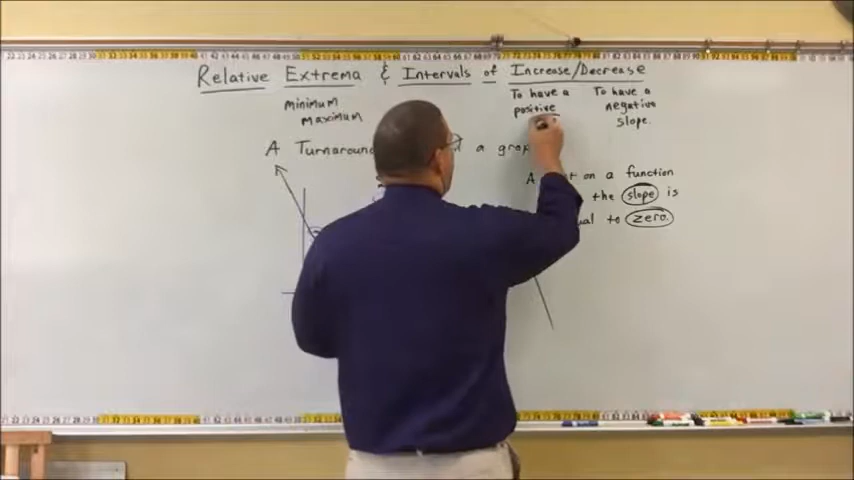 Relative Extrema & Intervals of Increase/Decrease
minimum
maximum
To have a
positive
To have a
negative
slope.
A Turnaround
a
A on a function
the slope is
to zero.